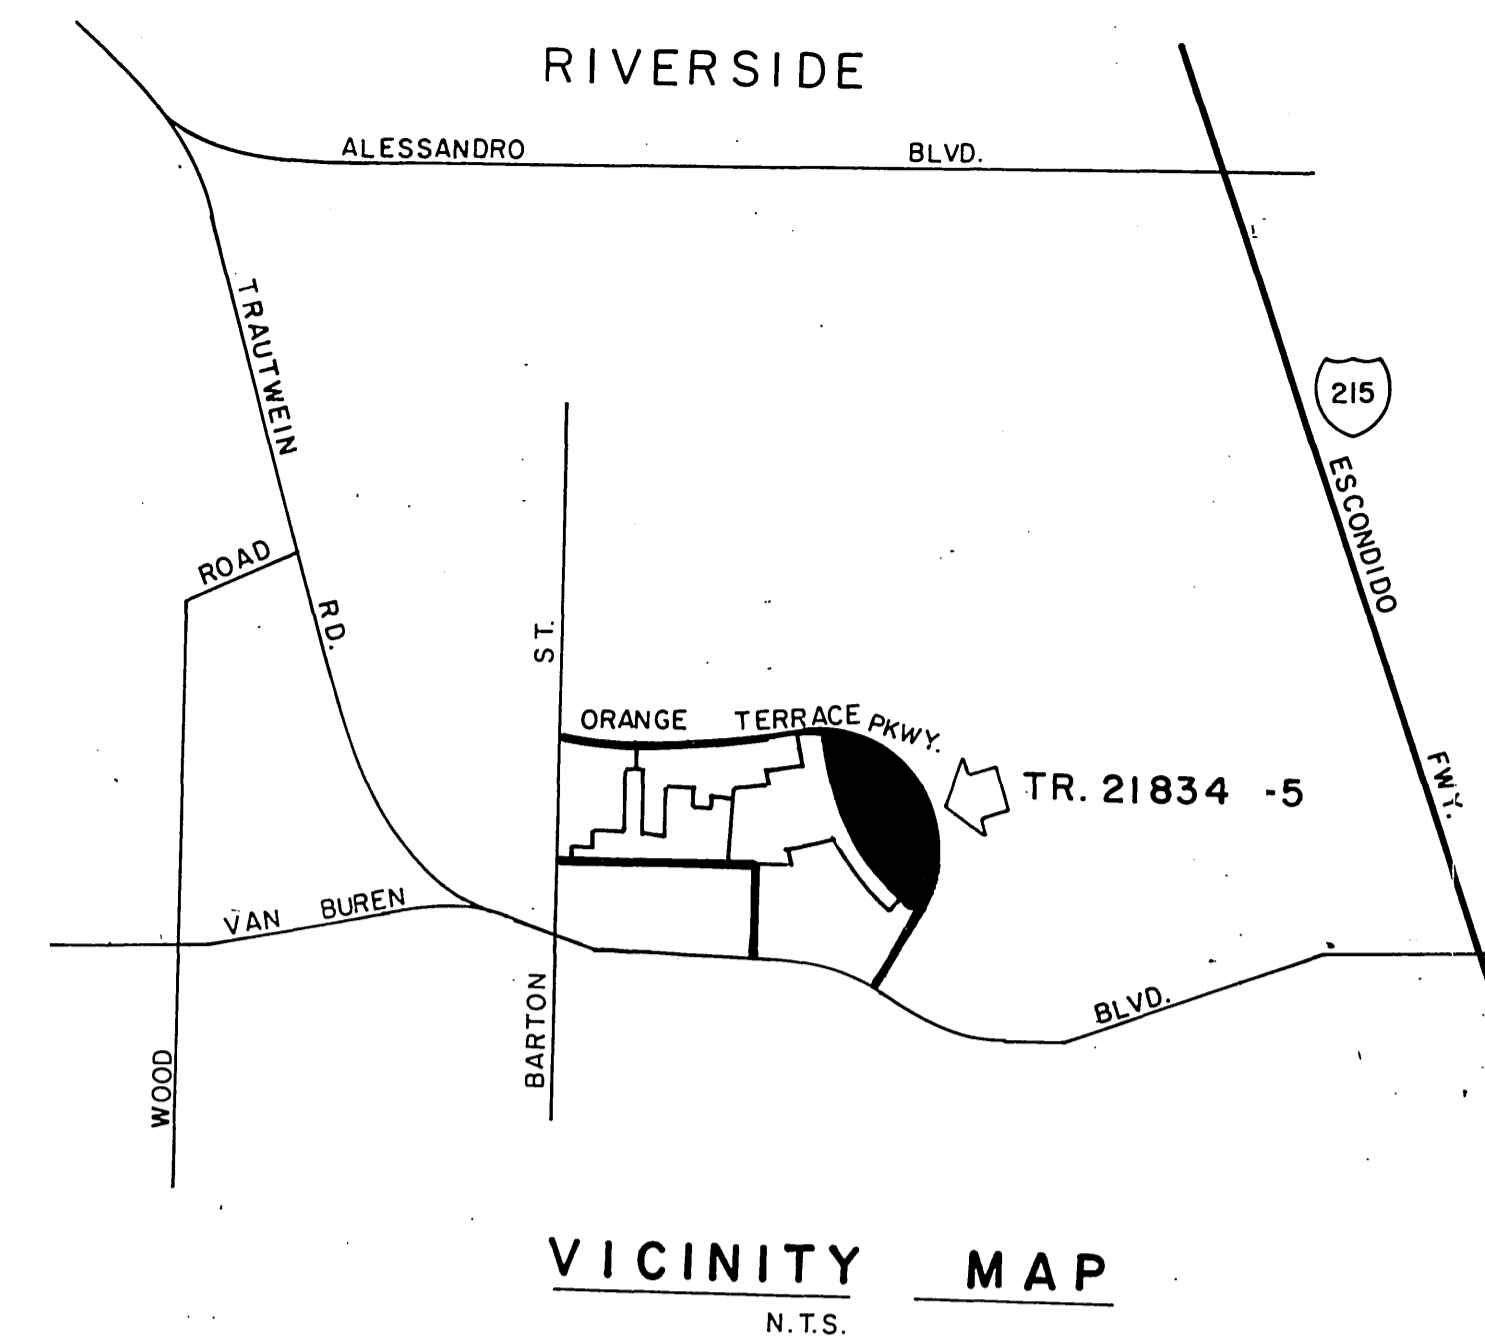 RIVERSIDE
ALESSANDRO BLVD.
TRAUTWEIN RD.
215
ESCONDIDO FWY.
WOOD ROAD
BARTON ST.
ORANGE TERRACE PKWY.
TR. 21834 -5
VAN BUREN BLVD.
VICINITY MAP
N.T.S.